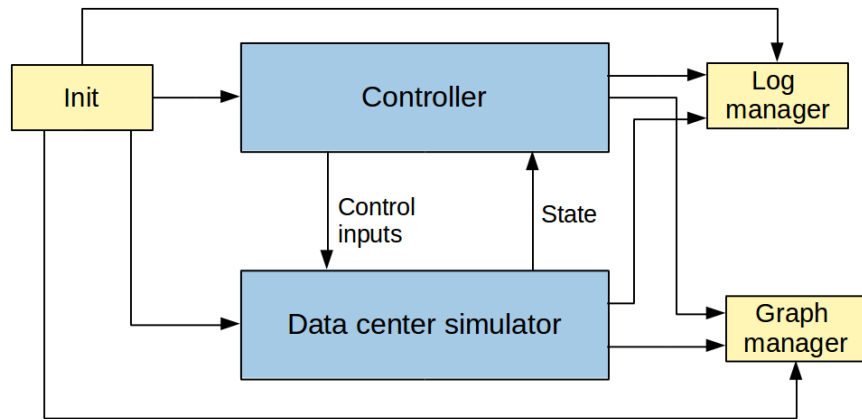 Init
Controller
Log
manager
Control
inputs
State
Data center simulator
Graph
manager